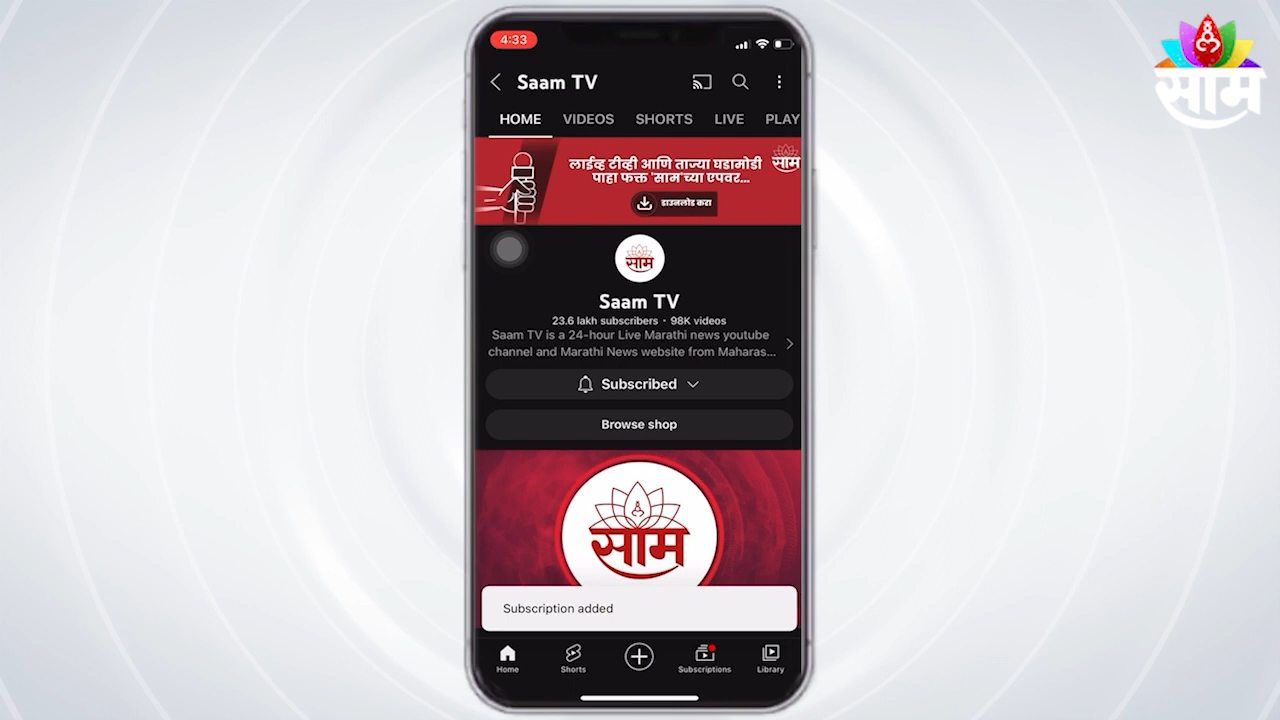 साम
4:33
Saam TV
HOME VIDEOS SHORTS LIVE PLAY
लाईव्ह टीव्ही आणि ताज्या घडामोडी
पाहा फक्त 'साम'च्या एपवर...
साम
डाउनलोड करा
साम
Saam TV
23.6 lakh subscribers · 98K videos
Saam TV is a 24-hour Live Marathi news youtube
channel and Marathi News website from Maharas...
Subscribed
Browse shop
साम
Subscription added
Home Shorts Subscriptions Library